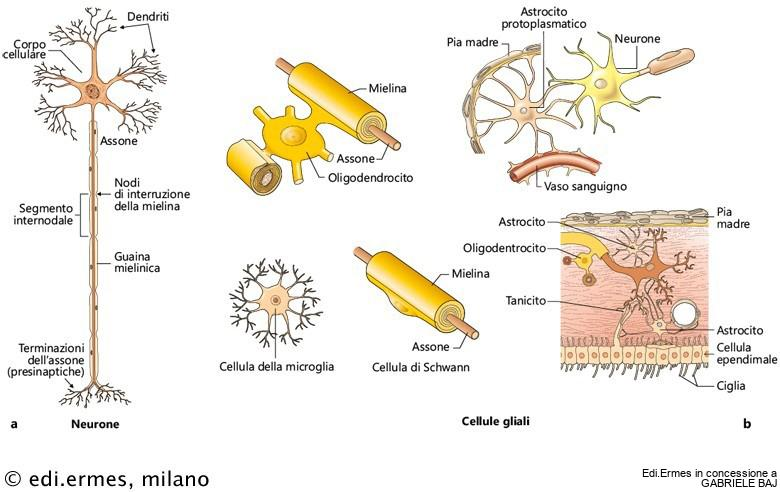 Dendriti
Corpo
cellulare
Assone
Nodi
di interruzione
della mielina
Segmento
internodale
Guaina
mielinica
Terminazioni
dell'assone
(presinaptiche)
a
Neurone
Mielina
Assone
Oligodendrocito
Astrocito
protoplasmatico
Pia madre
Neurone
Vaso sanguigno
Cellula della microglia
Mielina
Assone
Cellula di Schwann
Astrocito
Pia
madre
Oligodentrocito
Tanicito
Astrocito
Cellula
ependimale
Ciglia
Cellule gliali
b
© edi.ermes, milano
Edi.Ermes in concessione a
GABRIELE BAJ